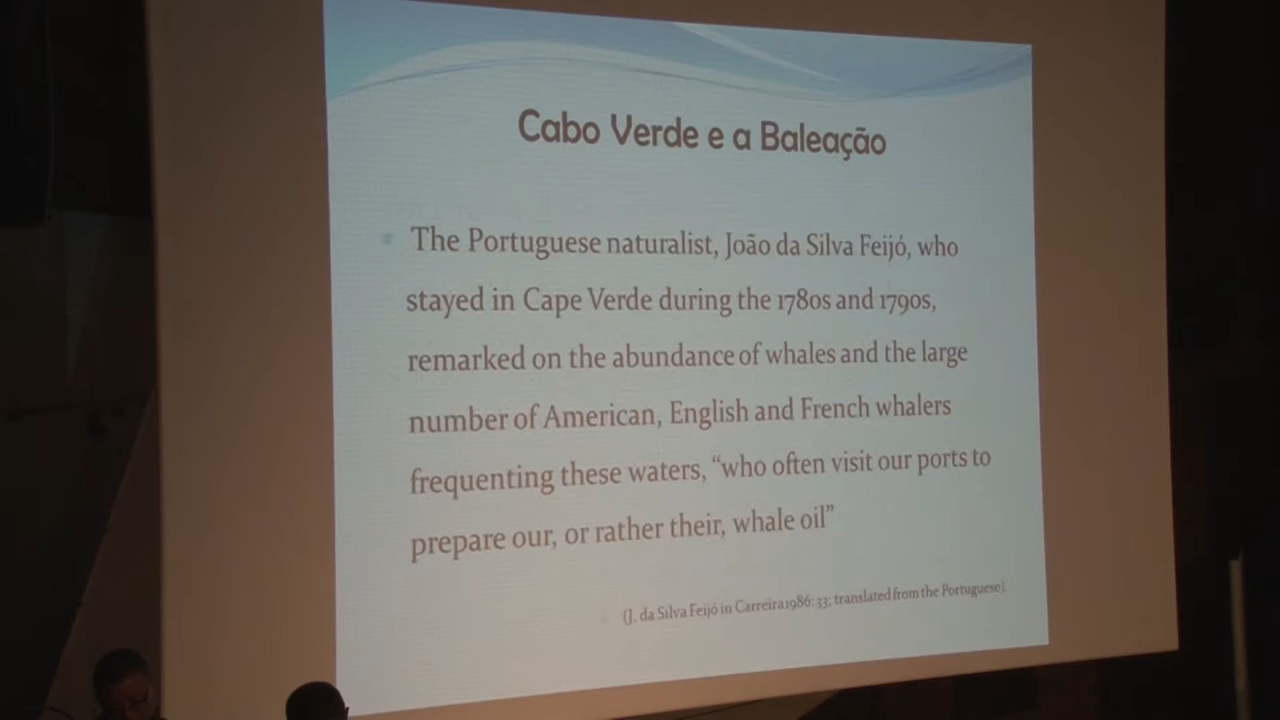 Cabo Verde e a Baleação
The Portuguese naturalist, João da Silva Feijó, who
stayed in Cape Verde during the 1780s and 1790s,
remarked on the abundance of whales and the large
number of American, English and French whalers
frequenting these waters, “who often visit our ports to
prepare our, or rather their, whale oil”
(J. da Silva Feijó in Carreira1986: 33; translated from the Portuguese).